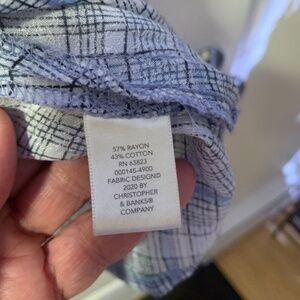 57% RAYON
43% COTTON
RN 63823
000145-4900
FABRIC DESIGN©
2020 BY
CHRISTOPHER
& BANKS®
COMPANY